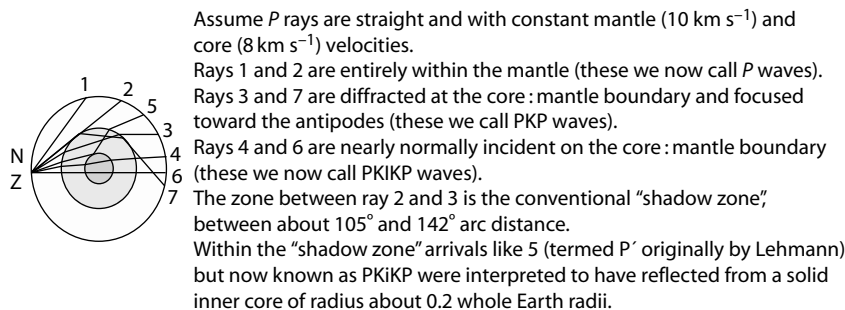 Assume P rays are straight and with constant mantle (10 km s⁻¹) and
core (8 km s⁻¹) velocities.
Rays 1 and 2 are entirely within the mantle (these we now call P waves).
Rays 3 and 7 are diffracted at the core : mantle boundary and focused
toward the antipodes (these we call PKP waves).
Rays 4 and 6 are nearly normally incident on the core : mantle boundary
(these we now call PKIKP waves).
The zone between ray 2 and 3 is the conventional “shadow zone”,
between about 105° and 142° arc distance.
Within the “shadow zone” arrivals like 5 (termed P´ originally by Lehmann)
but now known as PKiKP were interpreted to have reflected from a solid
inner core of radius about 0.2 whole Earth radii.
1
2
5
3
N
4
Z
6
7